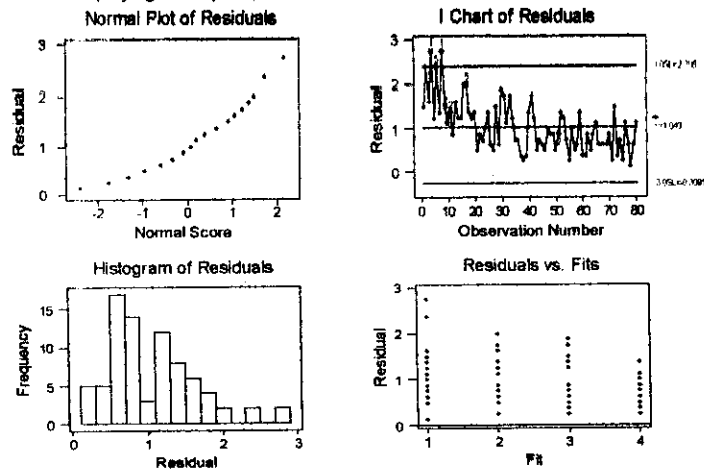 Normal Plot of Residuals
3
2
1
0
Residual
-2 -1 0 1 2
Normal Score
I Chart of Residuals
3
2
1
0
Residual
0 10 20 30 40 50 60 70 80
Observation Number
Histogram of Residuals
15
10
5
0
Frequency
0 1 2 3
Residual
Residuals vs. Fits
3
2
1
0
Residual
1 2 3 4
Fit